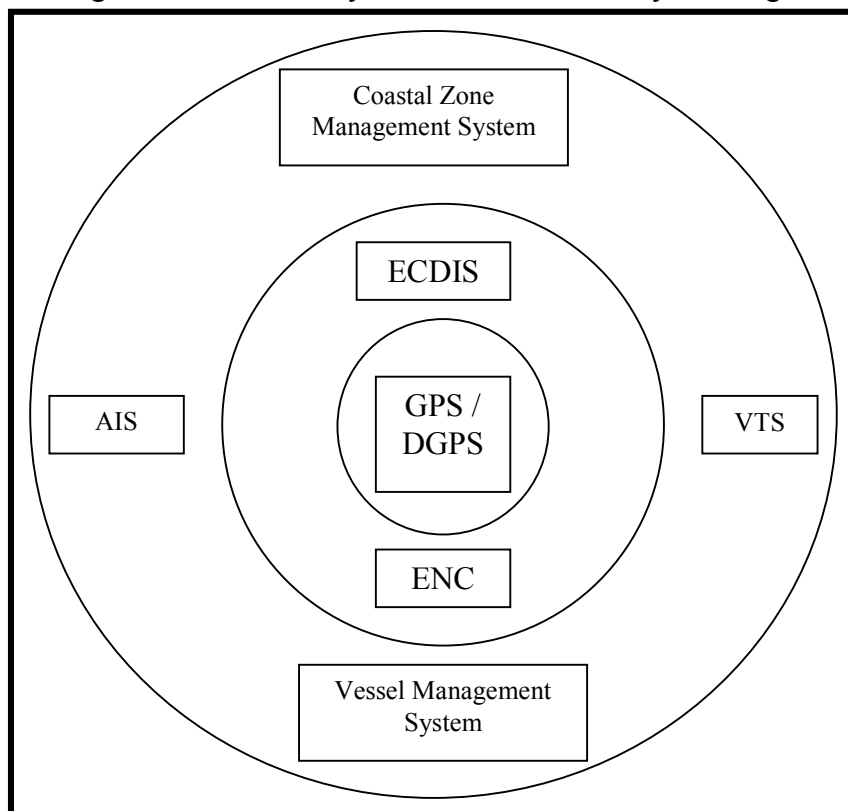 Coastal Zone
Management System
ECDIS
GPS /
DGPS
AIS
VTS
ENC
Vessel Management
System